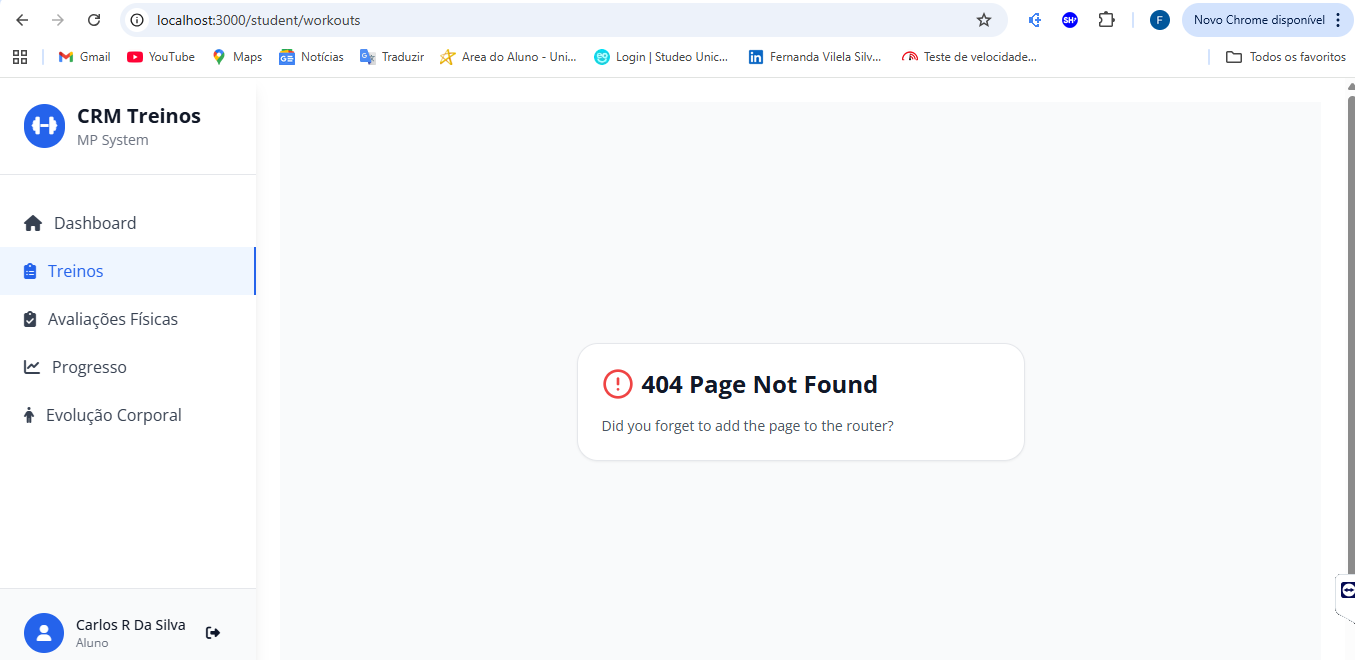 localhost:3000/student/workouts
SH²
F
Novo Chrome disponível
Gmail
YouTube
Maps
Notícias
Traduzir
Area do Aluno - Uni...
Login | Studeo Unic...
Fernanda Vilela Silv...
Teste de velocidade...
Todos os favoritos
CRM Treinos
MP System
Dashboard
Treinos
Avaliações Físicas
Progresso
Evolução Corporal
404 Page Not Found
Did you forget to add the page to the router?
Carlos R Da Silva
Aluno